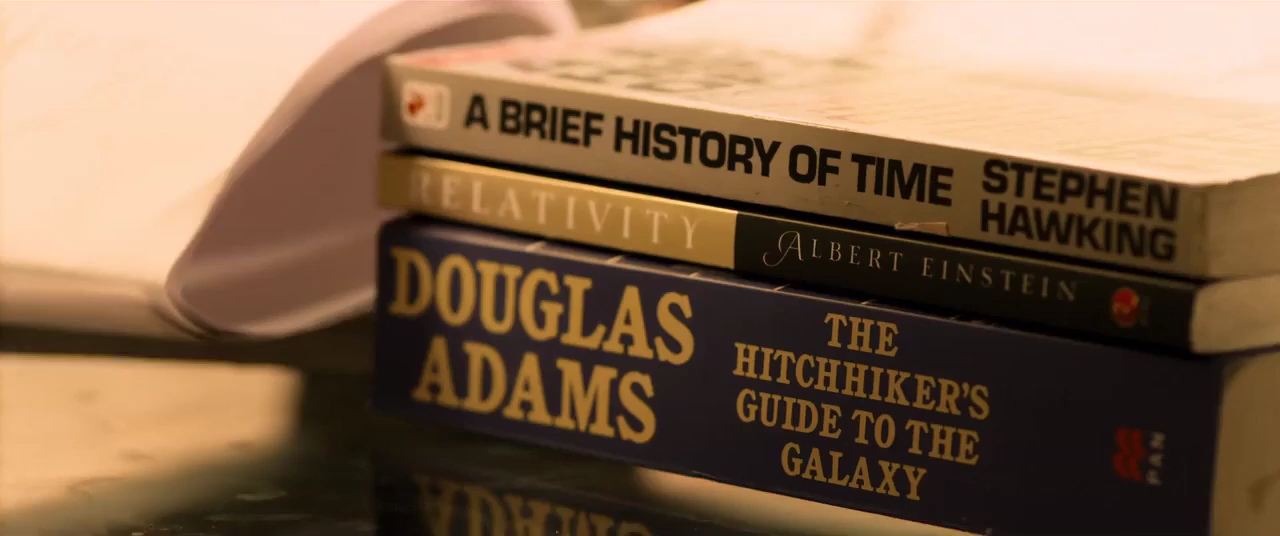 A BRIEF HISTORY OF TIME
STEPHEN
HAWKING
RELATIVITY
ALBERT EINSTEIN
DOUGLAS
ADAMS
THE
HITCHHIKER'S
GUIDE TO THE
GALAXY
PAN